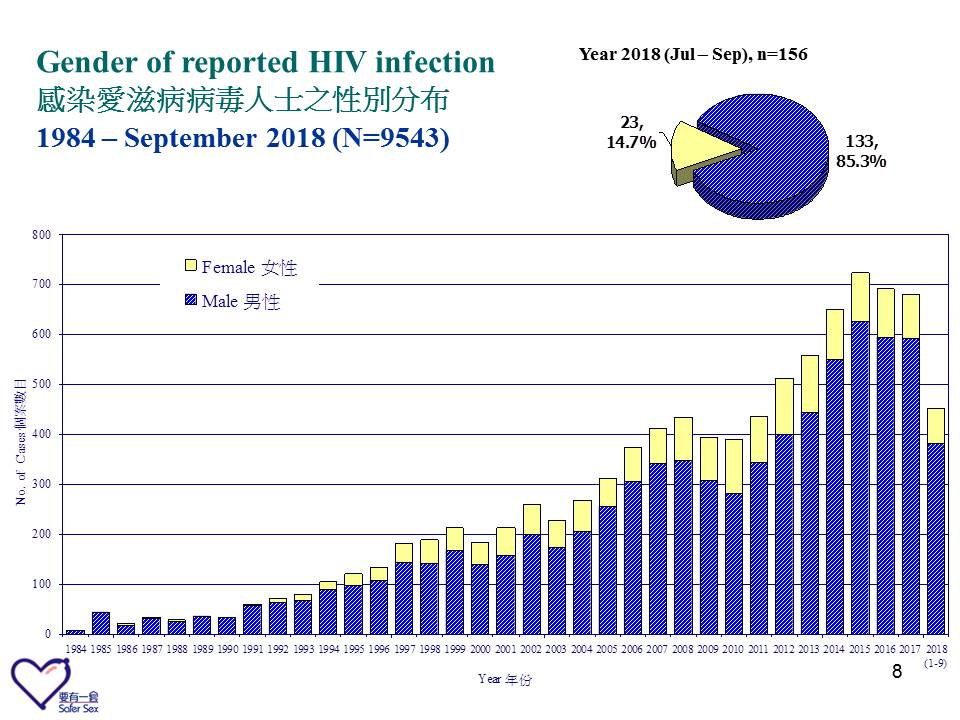 Gender of reported HIV infection
感染愛滋病病毒人士之性別分布
1984 – September 2018 (N=9543)
Year 2018 (Jul – Sep), n=156
23,
14.7%
133,
85.3%
800
700
600
500
400
300
200
100
0
No. of Cases 個案數目
Female 女性
Male 男性
1984 1985 1986 1987 1988 1989 1990 1991 1992 1993 1994 1995 1996 1997 1998 1999 2000 2001 2002 2003 2004 2005 2006 2007 2008 2009 2010 2011 2012 2013 2014 2015 2016 2017 2018
(1-9)
Year 年份
8
要有一套
Safer Sex